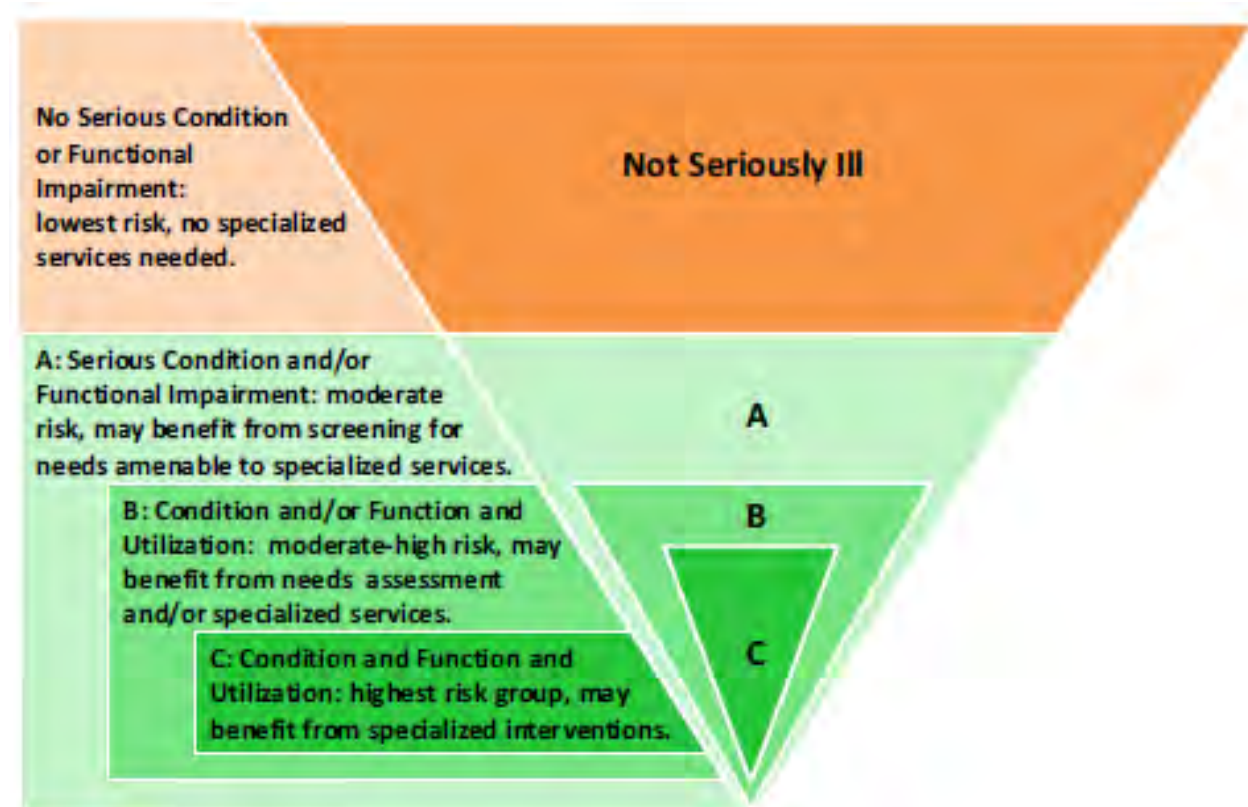 No Serious Condition
or Functional
Impairment:
lowest risk, no specialized
services needed.
Not Seriously Ill
A: Serious Condition and/or
Functional Impairment: moderate
risk, may benefit from screening for
needs amenable to specialized services.
A
B: Condition and/or Function and
Utilization: moderate-high risk, may
benefit from needs assessment
and/or specialized services.
B
C: Condition and Function and
Utilization: highest risk group, may
benefit from specialized interventions.
C